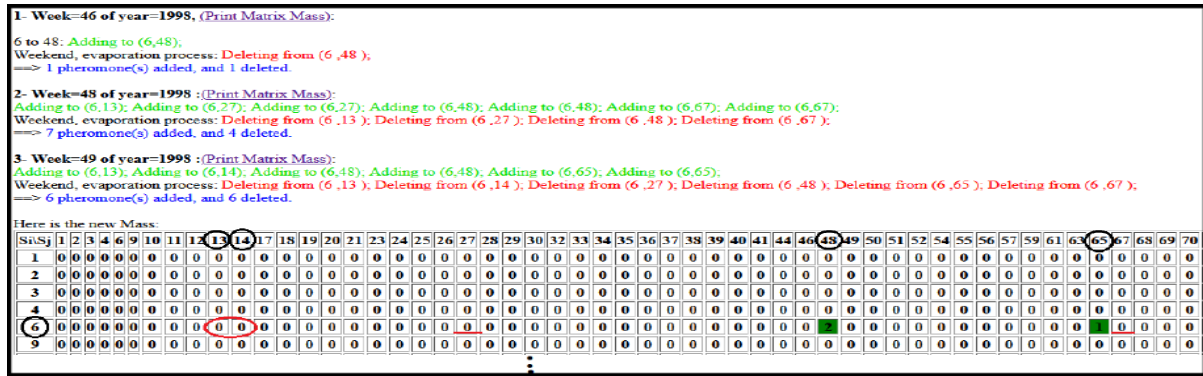 1- Week=46 of year=1998, (Print Matrix Mass):
6 to 48: Adding to (6,48);
Weekend, evaporation process: Deleting from (6 ,48 );
==> 1 pheromone(s) added, and 1 deleted.
2- Week=48 of year=1998 :(Print Matrix Mass):
Adding to (6,13); Adding to (6,27); Adding to (6,27); Adding to (6,48); Adding to (6,48); Adding to (6,67); Adding to (6,67);
Weekend, evaporation process: Deleting from (6 ,13 ); Deleting from (6 ,27 ); Deleting from (6 ,48 ); Deleting from (6 ,67 );
==> 7 pheromone(s) added, and 4 deleted.
3- Week=49 of year=1998 :(Print Matrix Mass):
Adding to (6,13); Adding to (6,14); Adding to (6,48); Adding to (6,48); Adding to (6,65); Adding to (6,65);
Weekend, evaporation process: Deleting from (6 ,13 ); Deleting from (6 ,14 ); Deleting from (6 ,27 ); Deleting from (6 ,48 ); Deleting from (6 ,65 ); Deleting from (6 ,67 );
==> 6 pheromone(s) added, and 6 deleted.
Here is the new Mass:
Si\Sj 1 2 3 4 6 9 10 11 12 13 14 17 18 19 20 21 23 24 25 26 27 28 29 30 32 33 34 35 36 37 38 39 40 41 44 46 48 49 50 51 52 54 55 56 57 59 61 63 65 67 68 69 70
1 0 0 0 0 0 0 0 0 0 0 0 0 0 0 0 0 0 0 0 0 0 0 0 0 0 0 0 0 0 0 0 0 0 0 0 0 0 0 0 0 0 0 0 0 0 0 0 0 0 0 0 0 0
2 0 0 0 0 0 0 0 0 0 0 0 0 0 0 0 0 0 0 0 0 0 0 0 0 0 0 0 0 0 0 0 0 0 0 0 0 0 0 0 0 0 0 0 0 0 0 0 0 0 0 0 0 0
3 0 0 0 0 0 0 0 0 0 0 0 0 0 0 0 0 0 0 0 0 0 0 0 0 0 0 0 0 0 0 0 0 0 0 0 0 0 0 0 0 0 0 0 0 0 0 0 0 0 0 0 0 0
4 0 0 0 0 0 0 0 0 0 0 0 0 0 0 0 0 0 0 0 0 0 0 0 0 0 0 0 0 0 0 0 0 0 0 0 0 0 0 0 0 0 0 0 0 0 0 0 0 0 0 0 0 0
6 0 0 0 0 0 0 0 0 0 0 0 0 0 0 0 0 0 0 0 0 0 0 0 0 0 0 0 0 0 0 0 0 0 0 0 0 2 0 0 0 0 0 0 0 0 0 0 0 1 0 0 0 0
9 0 0 0 0 0 0 0 0 0 0 0 0 0 0 0 0 0 0 0 0 0 0 0 0 0 0 0 0 0 0 0 0 0 0 0 0 0 0 0 0 0 0 0 0 0 0 0 0 0 0 0 0 0